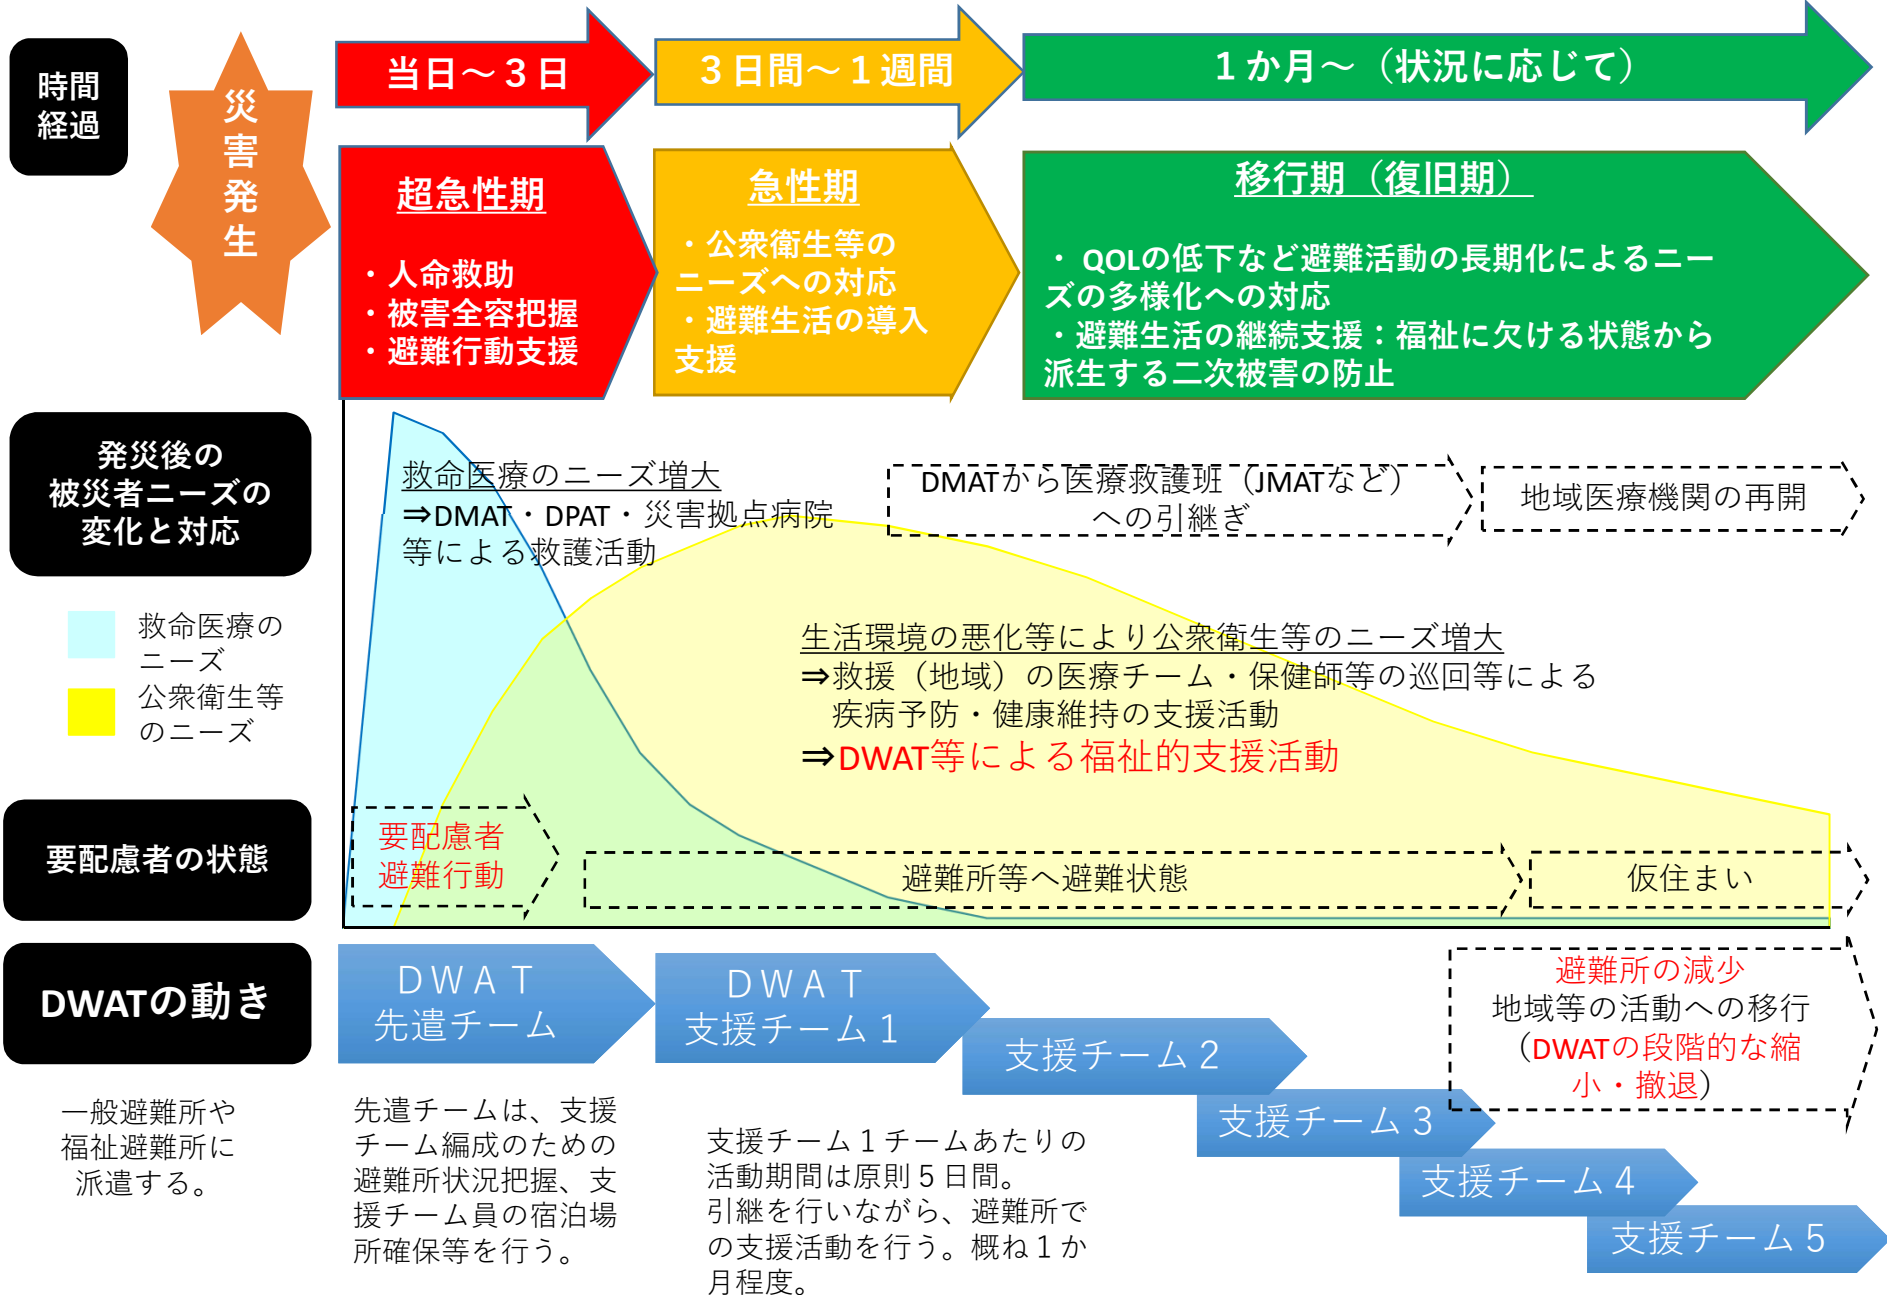 時間
経過
災
害
発
生
当日～３日
３日間～１週間
１か月～（状況に応じて）
超急性期
・人命救助
・被害全容把握
・避難行動支援
急性期
・公衆衛生等の
ニーズへの対応
・避難生活の導入
支援
移行期（復旧期）
・QOLの低下など避難活動の長期化によるニー
ズの多様化への対応
・避難生活の継続支援：福祉に欠ける状態から
派生する二次被害の防止
発災後の
被災者ニーズの
変化と対応
救命医療の
ニーズ
公衆衛生等
のニーズ
救命医療のニーズ増大
⇒DMAT・DPAT・災害拠点病院
等による救護活動
DMATから医療救護班（JMATなど）
への引継ぎ
地域医療機関の再開
生活環境の悪化等により公衆衛生等のニーズ増大
⇒救援（地域）の医療チーム・保健師等の巡回等による
疾病予防・健康維持の支援活動
⇒DWAT等による福祉的支援活動
要配慮者の状態
要配慮者
避難行動
避難所等へ避難状態
仮住まい
DWATの動き
ＤＷＡＴ
先遣チーム
ＤＷＡＴ
支援チーム１
支援チーム２
支援チーム３
支援チーム４
支援チーム５
避難所の減少
地域等の活動への移行
（DWATの段階的な縮
小・撤退）
一般避難所や
福祉避難所に
派遣する。
先遣チームは、支援
チーム編成のための
避難所状況把握、支
援チーム員の宿泊場
所確保等を行う。
支援チーム１チームあたりの
活動期間は原則５日間。
引継を行いながら、避難所で
の支援活動を行う。概ね１か
月程度。